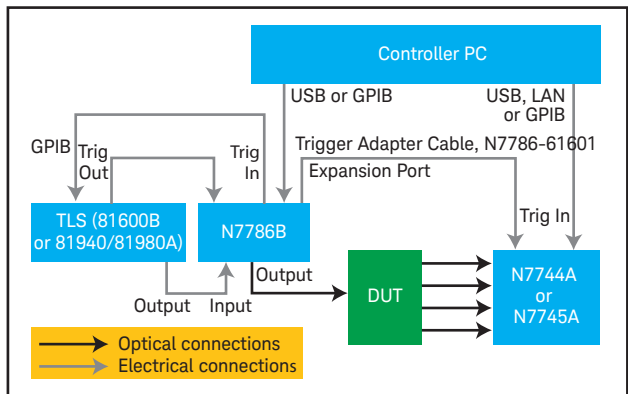 Controller PC
USB or GPIB
USB, LAN
or GPIB
GPIB
Trig
Out
Trig
In
Trigger Adapter Cable, N7786-61601
Expansion Port
TLS (81600B
or 81940/81980A)
N7786B
Trig In
Output
DUT
N7744A
or
N7745A
Output
Input
Optical connections
Electrical connections